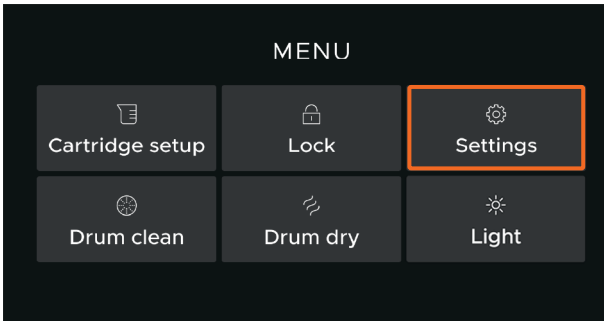 MENU
Cartridge setup
Lock
Settings
Drum clean
Drum dry
Light